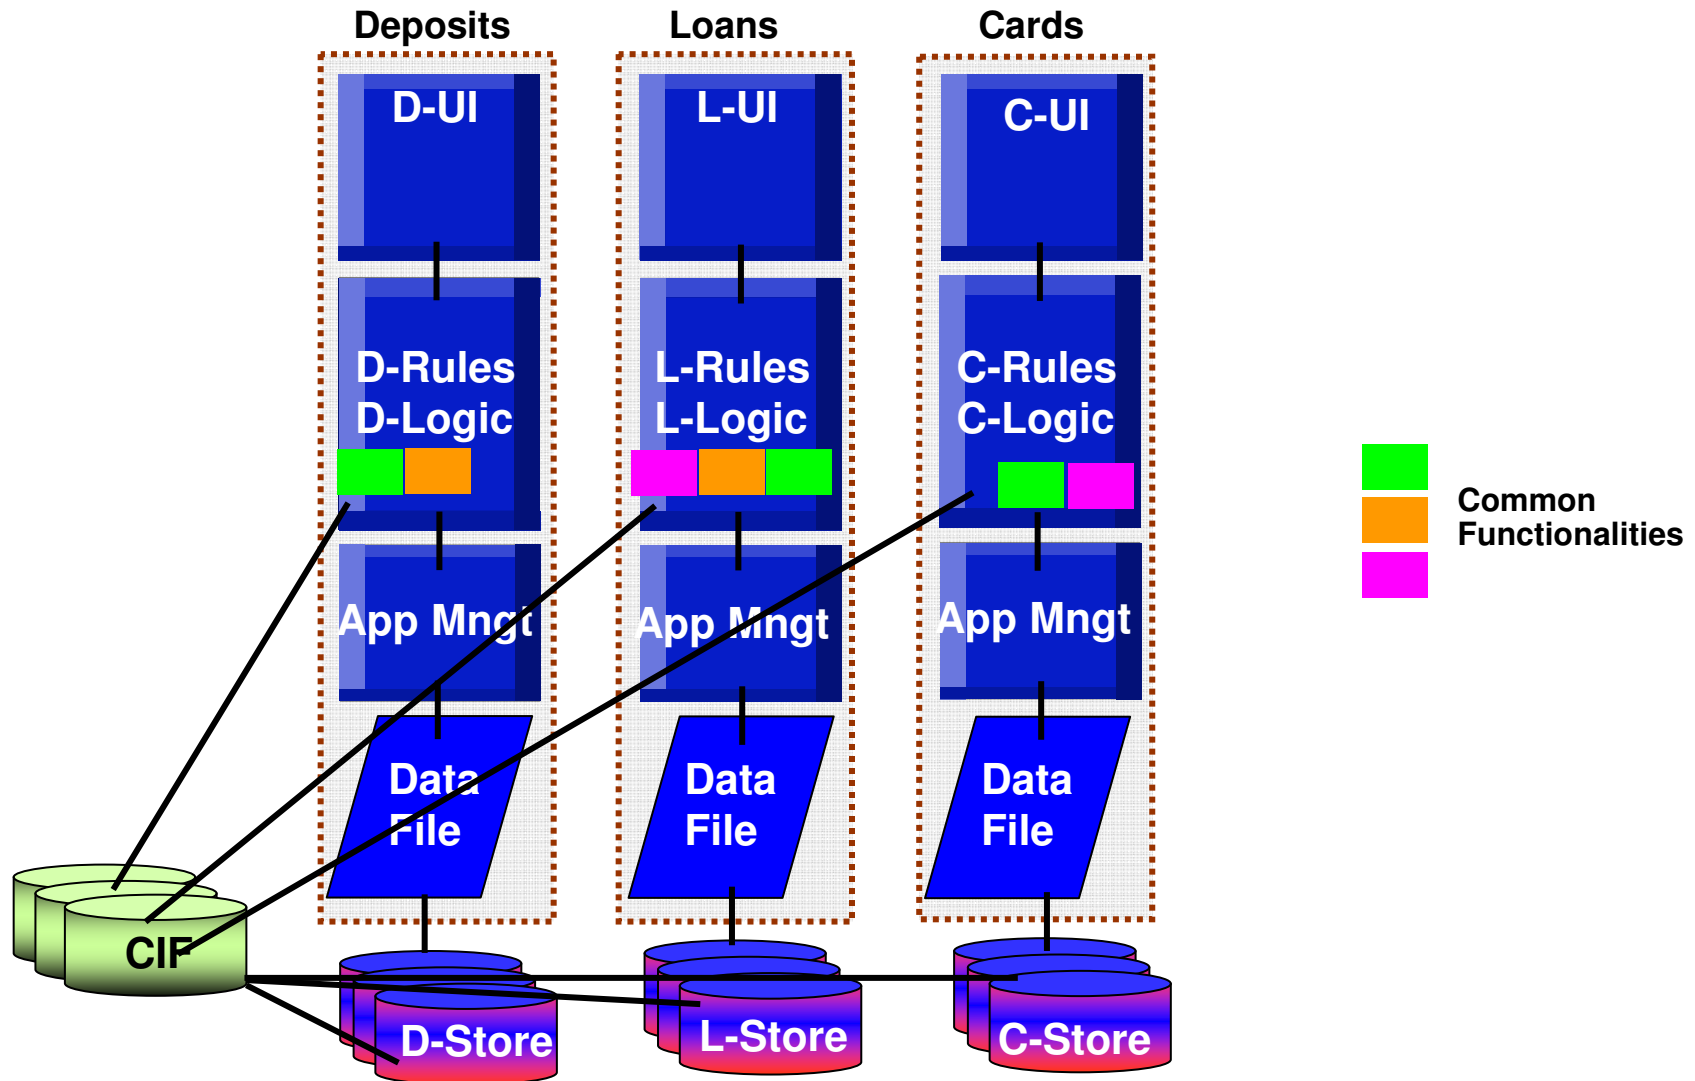 Deposits
Loans
Cards
D-UI
L-UI
C-UI
D-Rules
D-Logic
L-Rules
L-Logic
C-Rules
C-Logic
Common
Functionalities
App Mngt
App Mngt
App Mngt
Data
File
Data
File
Data
File
CIF
D-Store
L-Store
C-Store